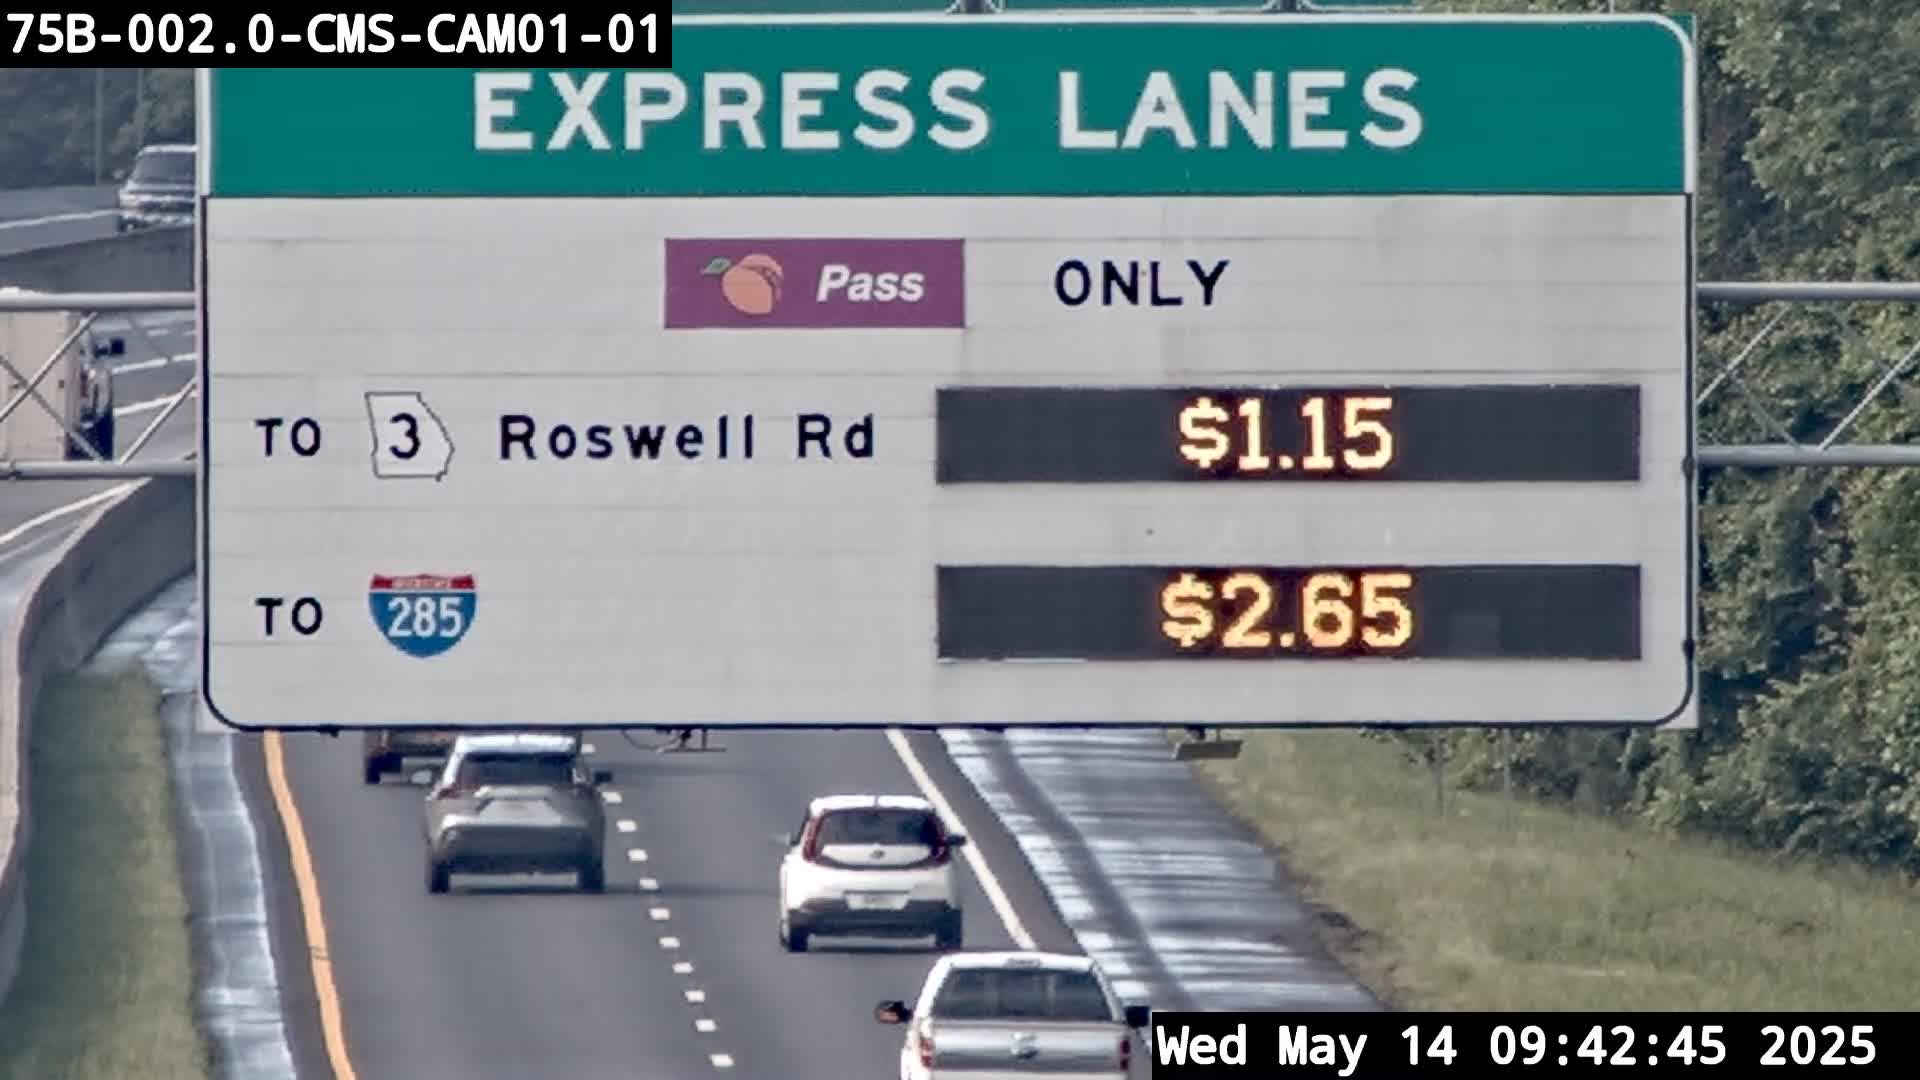 75B-002.0-CMS-CAM01-01
EXPRESS LANES
Pass ONLY
TO 3 Roswell Rd $1.15
TO 285 $2.65
Wed May 14 09:42:45 2025